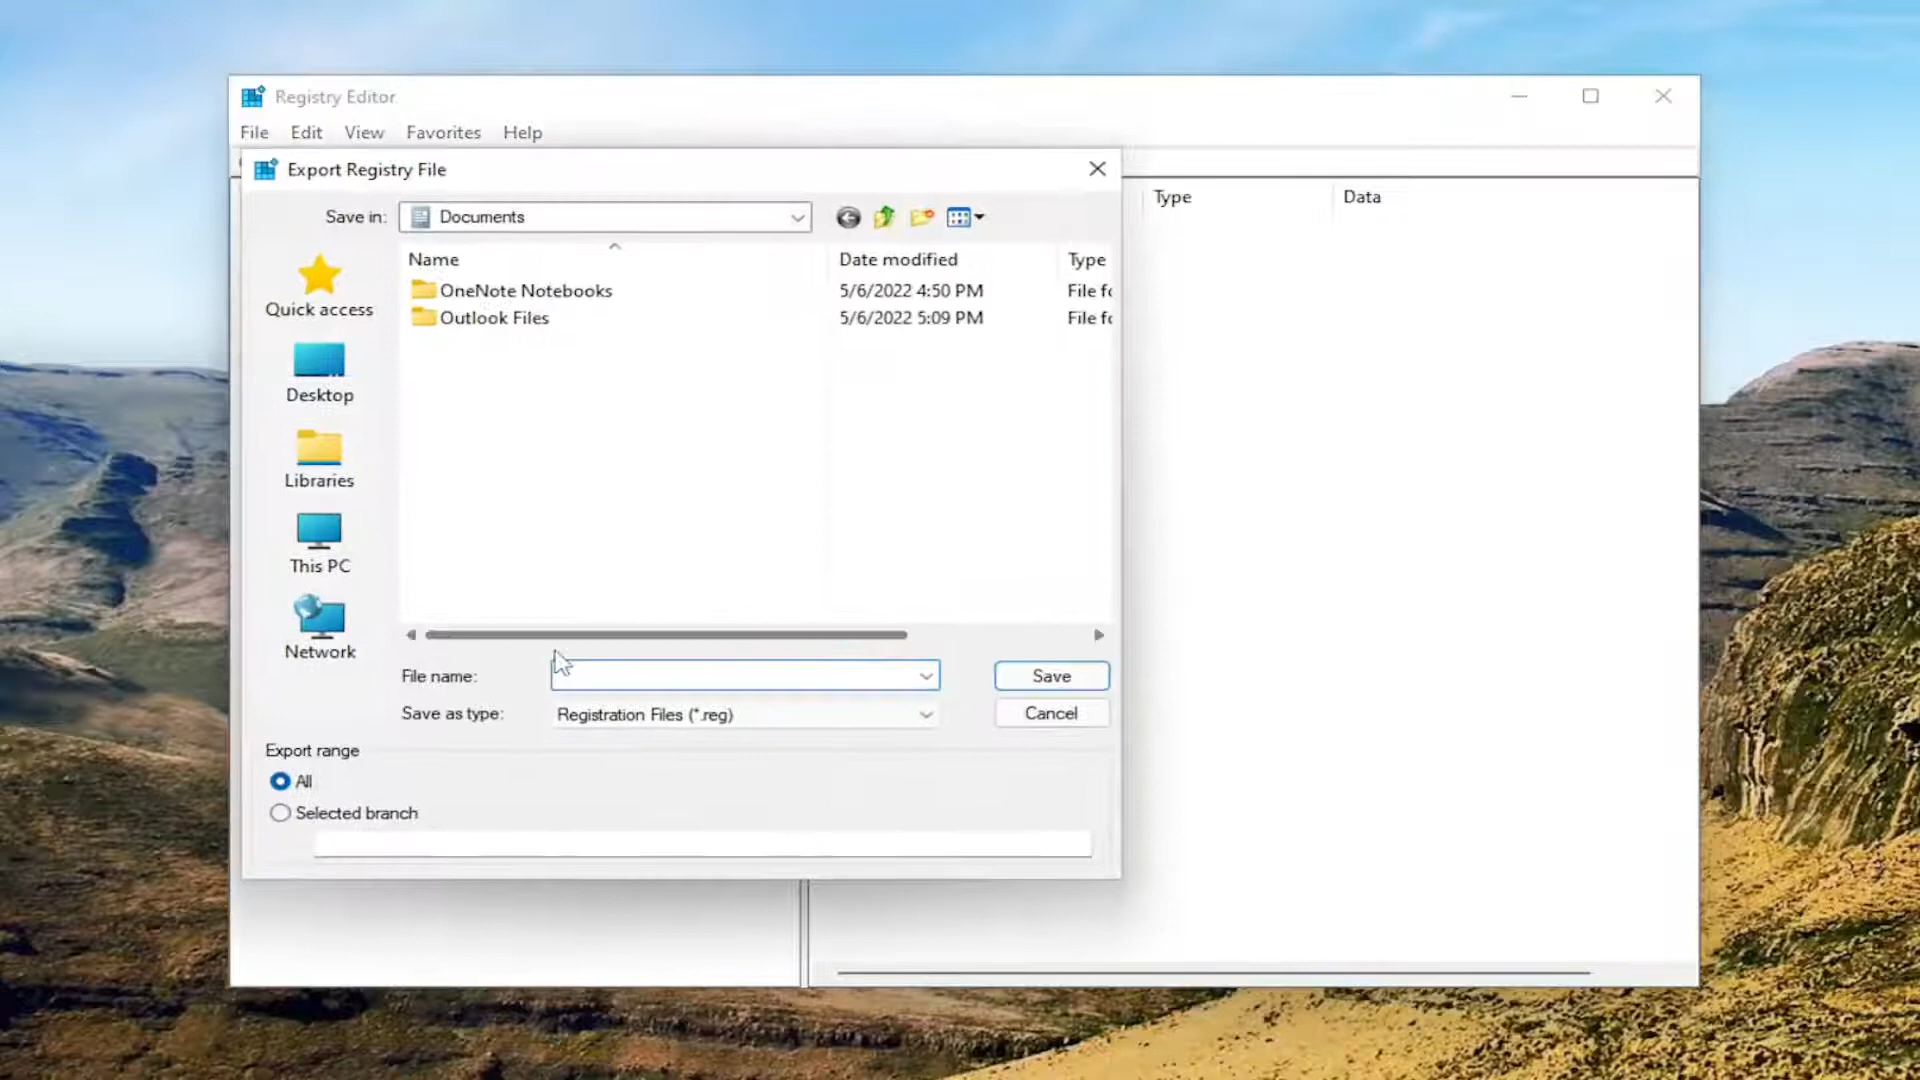 Registry Editor
File Edit View Favorites Help
Export Registry File
Type Data
Save in: Documents
Name Date modified Type
OneNote Notebooks 5/6/2022 4:50 PM File fo
Outlook Files 5/6/2022 5:09 PM File fo
Quick access
Desktop
Libraries
This PC
Network
File name: Save
Save as type: Registration Files (*.reg) Cancel
Export range
All
Selected branch